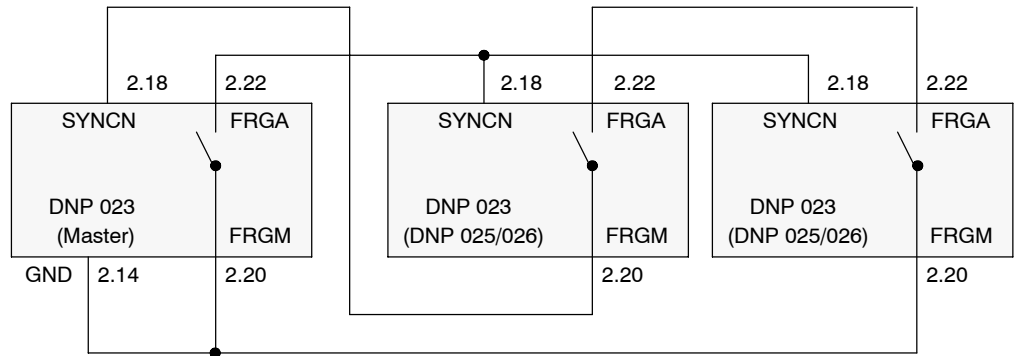 2.18 2.22 2.18 2.22 2.18 2.22
SYNCN FRGA SYNCN FRGA SYNCN FRGA
DNP 023 DNP 023 DNP 023
(Master) FRGM (DNP 025/026) FRGM (DNP 025/026) FRGM
GND 2.14 2.20 2.20 2.20